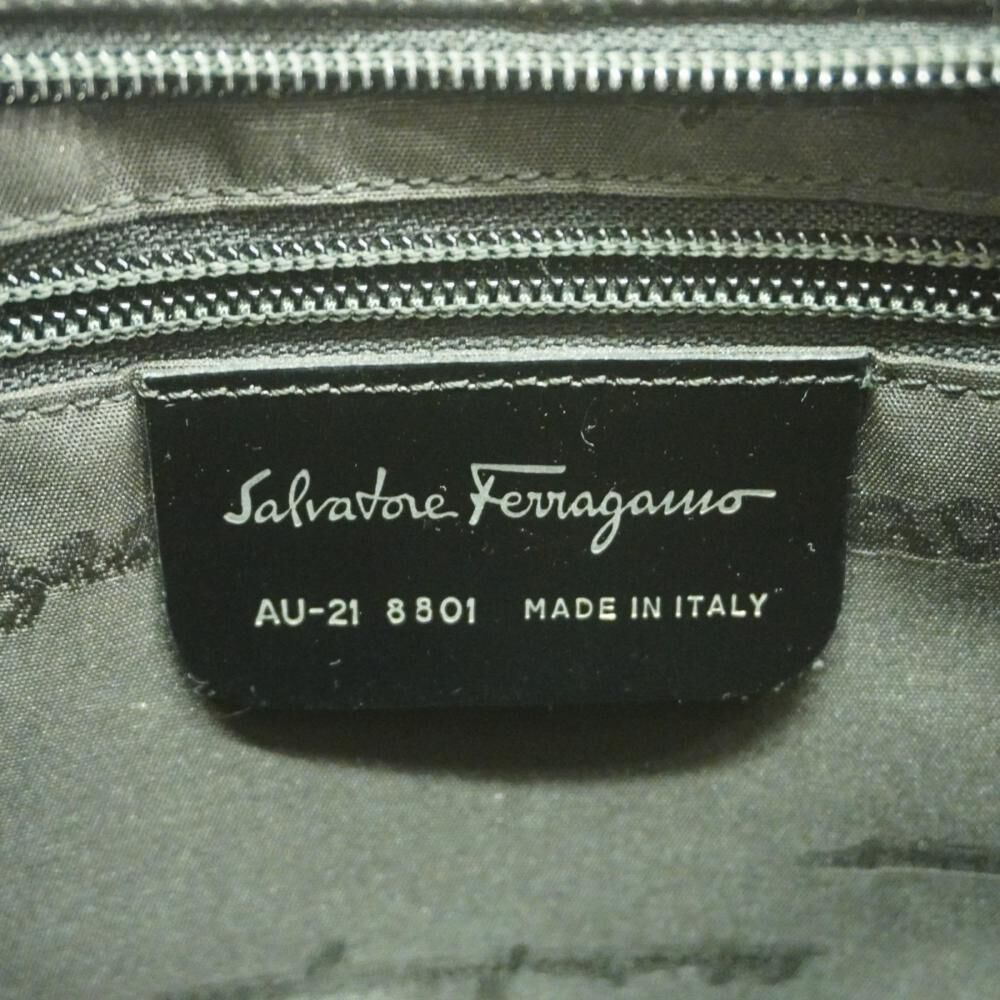 Salvatore Ferragamo
AU-21 8801 MADE IN ITALY